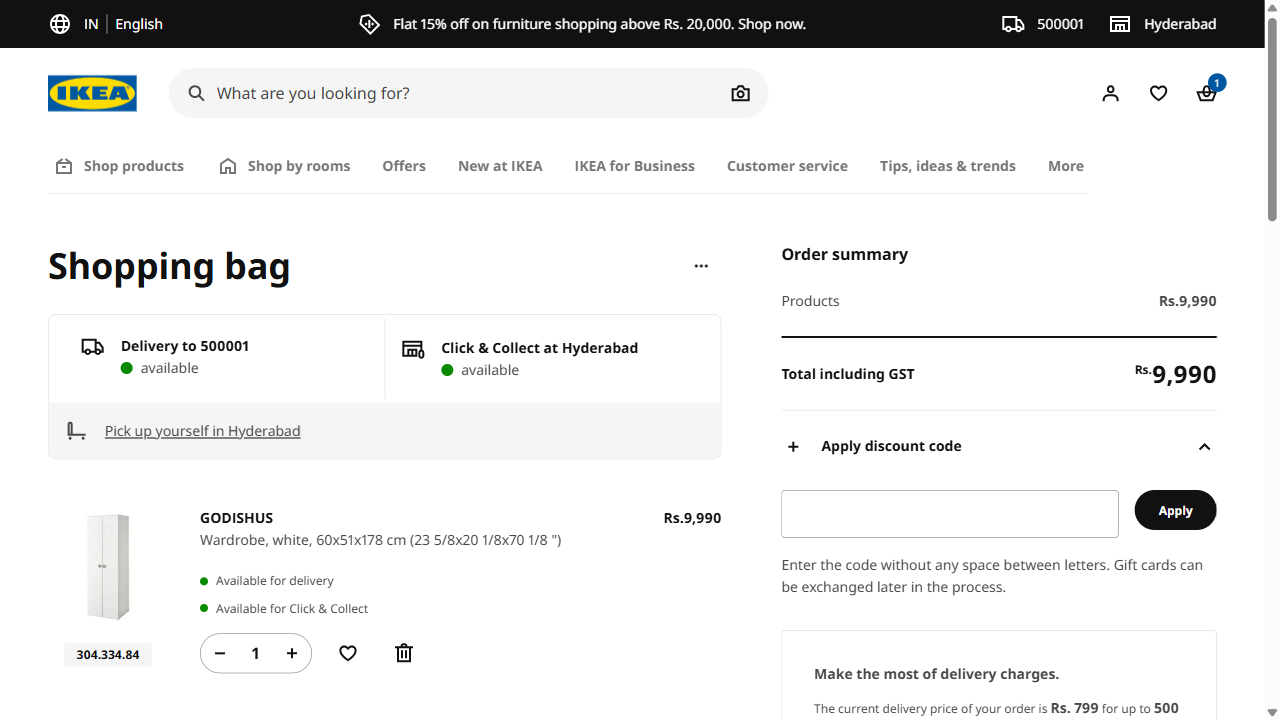 IN | English
Flat 15% off on furniture shopping above Rs. 20,000. Shop now.
500001
Hyderabad
IKEA
What are you looking for?
1
Shop products
Shop by rooms
Offers
New at IKEA
IKEA for Business
Customer service
Tips, ideas & trends
More
Shopping bag
...
Delivery to 500001
available
Click & Collect at Hyderabad
available
Pick up yourself in Hyderabad
GODISHUS
Rs.9,990
Wardrobe, white, 60x51x178 cm (23 5/8x20 1/8x70 1/8 ")
Available for delivery
Available for Click & Collect
304.334.84
− 1 +
Order summary
Products
Rs.9,990
Total including GST
Rs.9,990
+ Apply discount code
Apply
Enter the code without any space between letters. Gift cards can
be exchanged later in the process.
Make the most of delivery charges.
The current delivery price of your order is Rs. 799 for up to 500